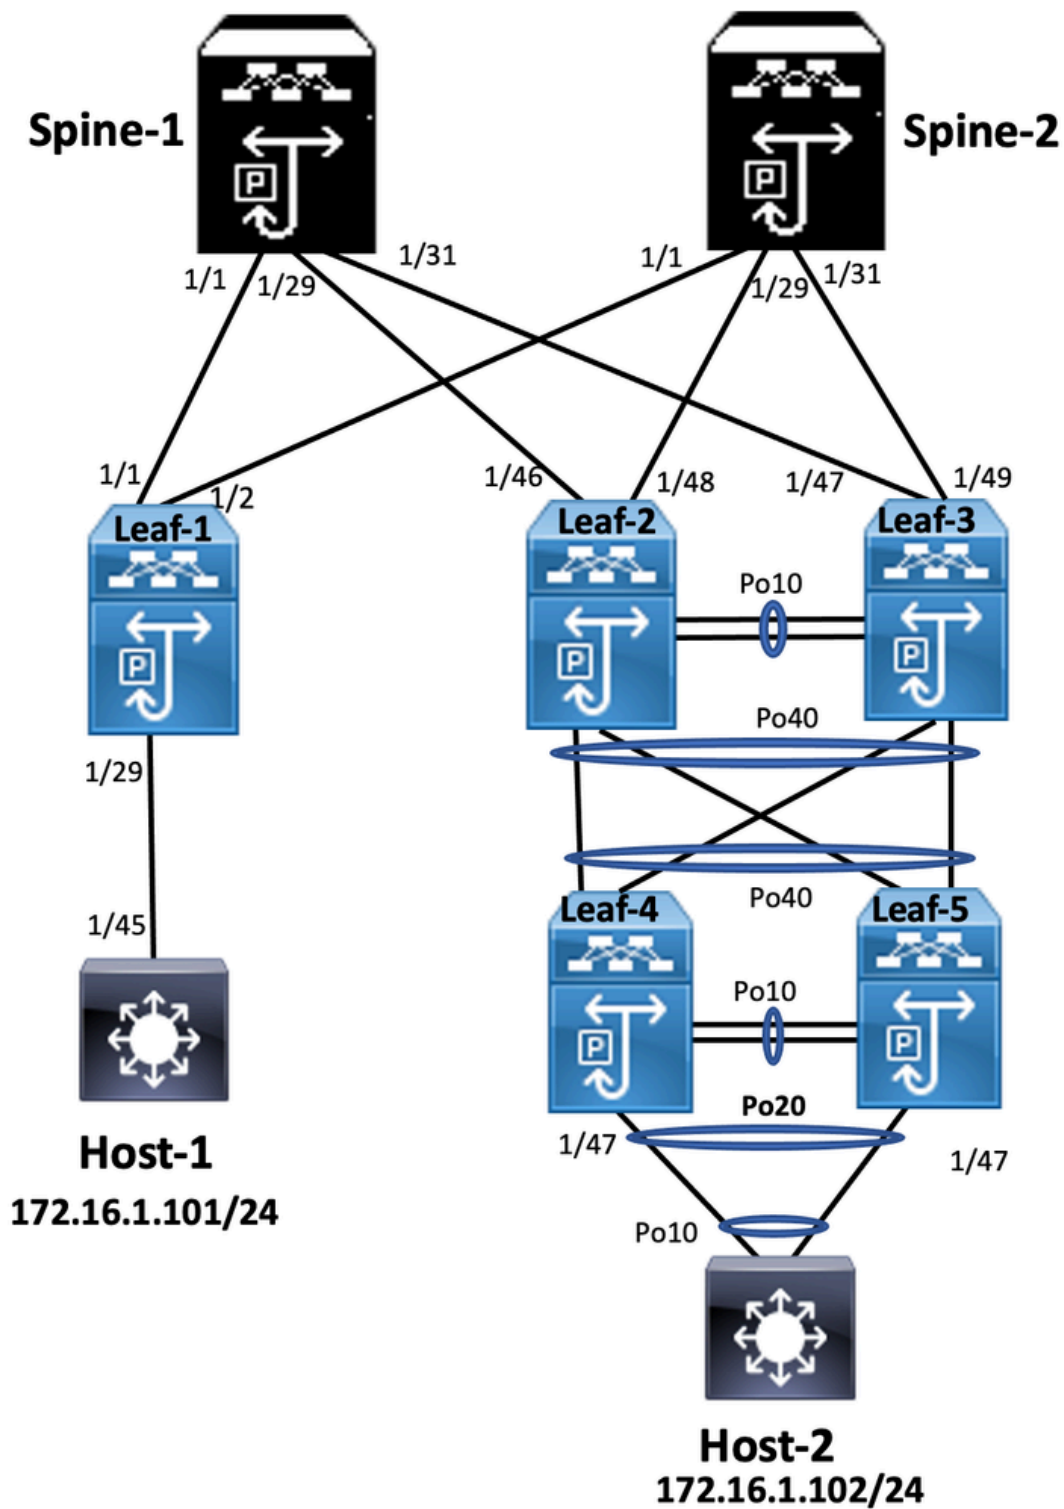 Spine-1
Spine-2
P
P
1/1
1/29
1/31
1/1
1/29
1/31
1/1
1/2
1/46
1/48
1/47
1/49
Leaf-1
Leaf-2
Leaf-3
Po10
P
P
P
Po40
1/29
Po40
1/45
Leaf-4
Leaf-5
Po10
P
P
Po20
1/47
1/47
Host-1
172.16.1.101/24
Po10
Host-2
172.16.1.102/24